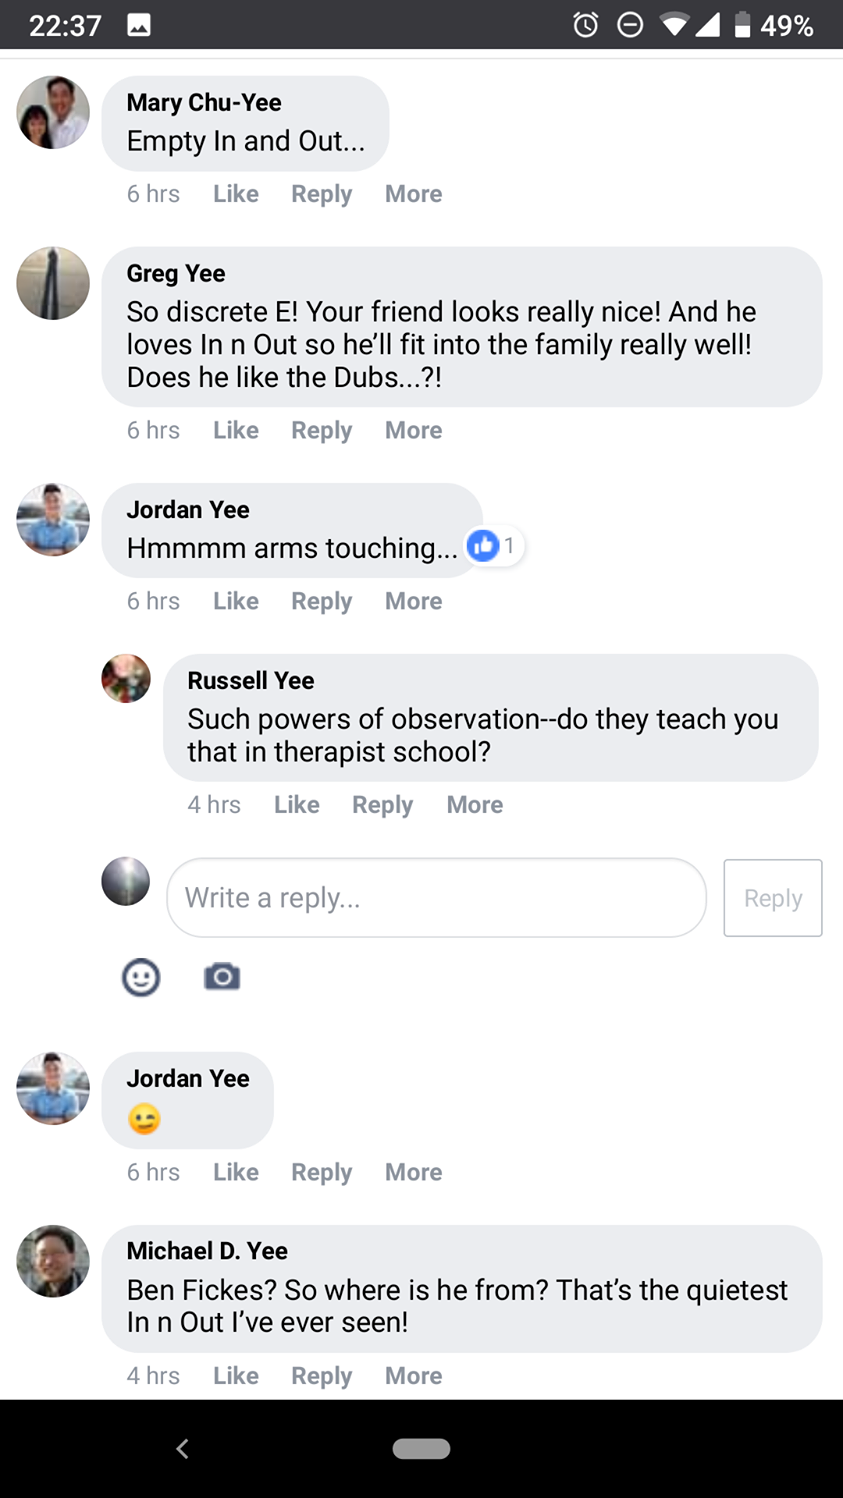 22:37 49%
Mary Chu-Yee
Empty In and Out...
6 hrs Like Reply More
Greg Yee
So discrete E! Your friend looks really nice! And he
loves In n Out so he’ll fit into the family really well!
Does he like the Dubs...?!
6 hrs Like Reply More
Jordan Yee
Hmmmm arms touching... 1
6 hrs Like Reply More
Russell Yee
Such powers of observation--do they teach you
that in therapist school?
4 hrs Like Reply More
Write a reply... Reply
Jordan Yee
😉
6 hrs Like Reply More
Michael D. Yee
Ben Fickes? So where is he from? That’s the quietest
In n Out I’ve ever seen!
4 hrs Like Reply More